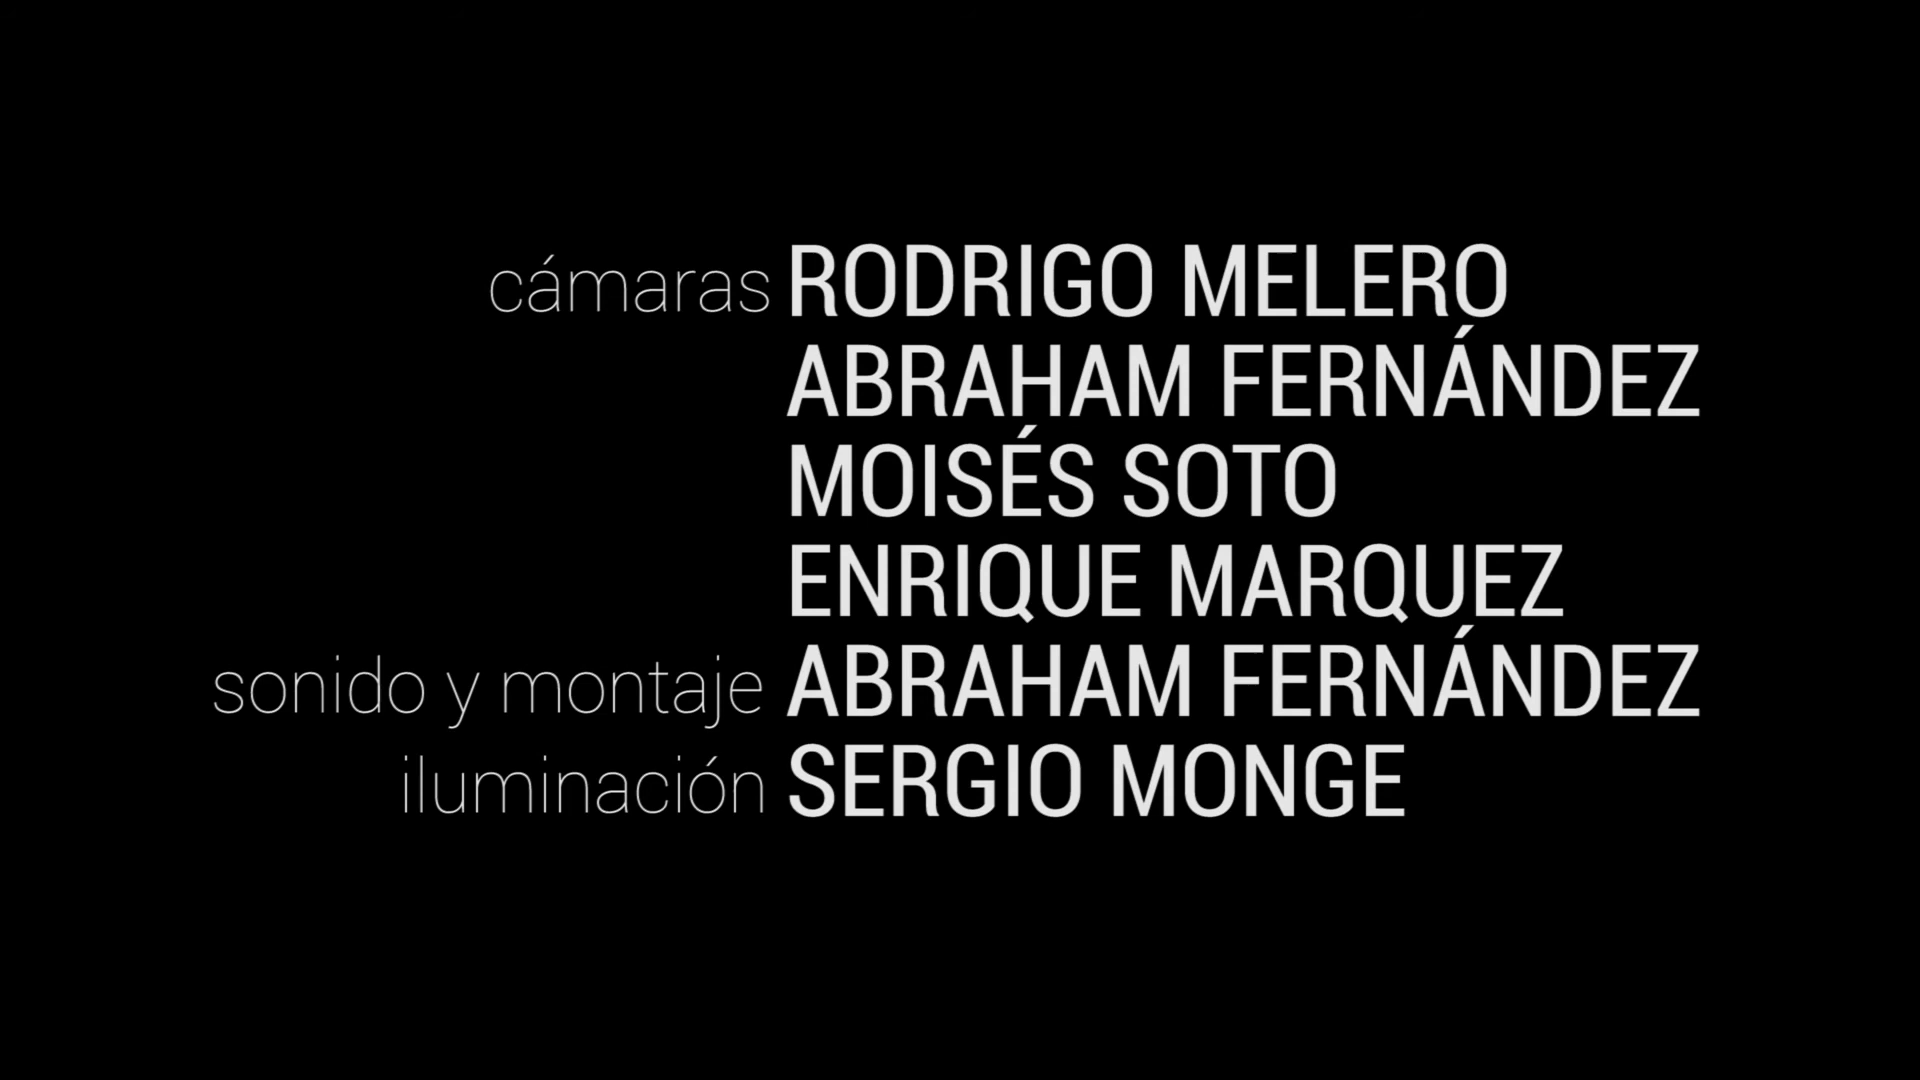 cámaras RODRIGO MELERO
ABRAHAM FERNÁNDEZ
MOISÉS SOTO
ENRIQUE MARQUEZ
sonido y montaje ABRAHAM FERNÁNDEZ
iluminación SERGIO MONGE